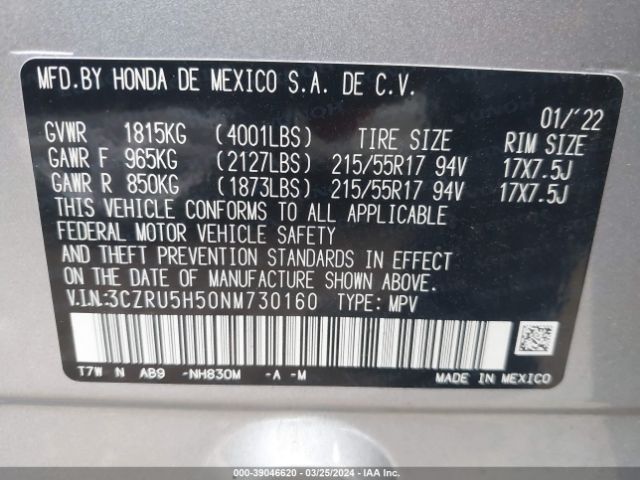 MFD.BY HONDA DE MEXICO S.A. DE C.V.
01/'22
GVWR 1815KG (4001LBS) TIRE SIZE RIM SIZE
GAWR F 965KG (2127LBS) 215/55R17 94V 17X7.5J
GAWR R 850KG (1873LBS) 215/55R17 94V 17X7.5J
THIS VEHICLE CONFORMS TO ALL APPLICABLE
FEDERAL MOTOR VEHICLE SAFETY
AND THEFT PREVENTION STANDARDS IN EFFECT
ON THE DATE OF MANUFACTURE SHOWN ABOVE.
V.I.N:3CZRU5H50NM730160 TYPE: MPV
T7W N AB9 -NH830M -A -M MADE IN MEXICO
000-39046620 | 03/25/2024 | IAAI.COM